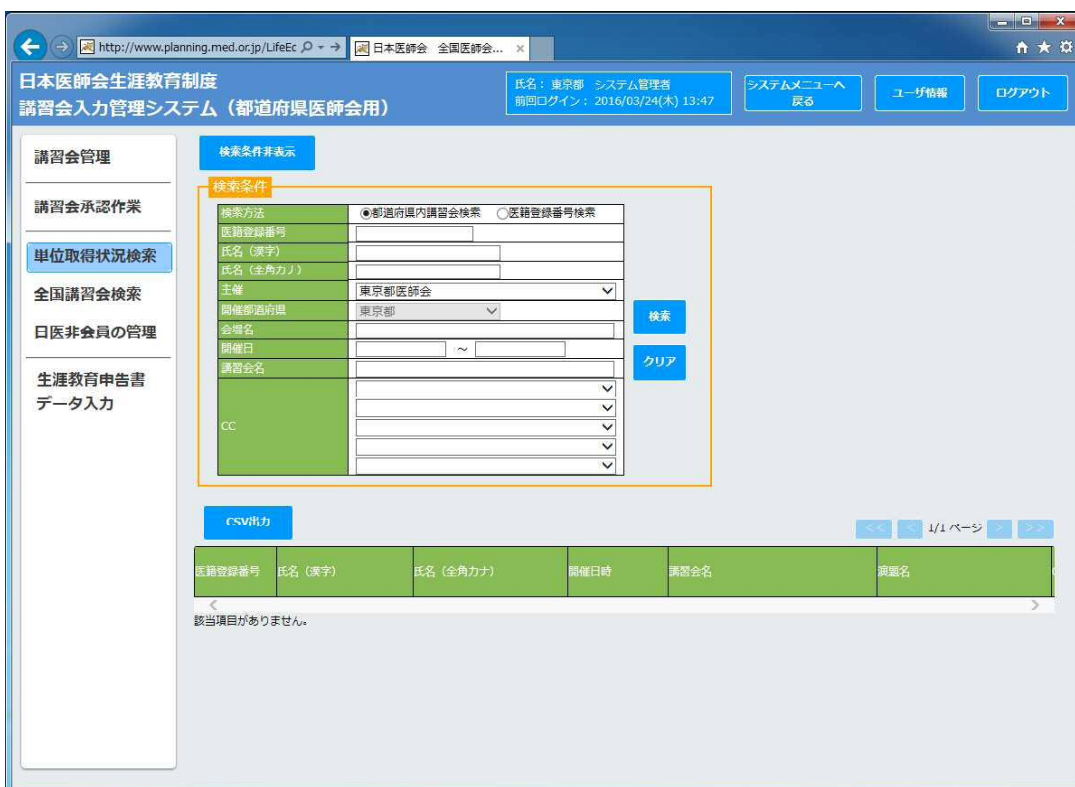 http://www.planning.med.or.jp/LifeEc
日本医師会 全国医師会...
日本医師会生涯教育制度
講習会入力管理システム（都道府県医師会用）
氏名： 東京都 システム管理者
前回ログイン： 2016/03/24(木) 13:47
システムメニューへ
戻る
ユーザ情報
ログアウト
講習会管理
講習会承認作業
単位取得状況検索
全国講習会検索
日医非会員の管理
生涯教育申告書
データ入力
検索条件非表示
検索条件
検索方法 都道府県内講習会検索 医籍登録番号検索
医籍登録番号
氏名（漢字）
氏名（全角カナ）
主催 東京都医師会
開催都道府県 東京都
会場名
開催日 ～
講習会名
CC
検索
クリア
CSV出力
<< < 1/1 ページ > >>
医籍登録番号 氏名（漢字） 氏名（全角カナ） 開催日時 講習会名 演題名
該当項目がありません。